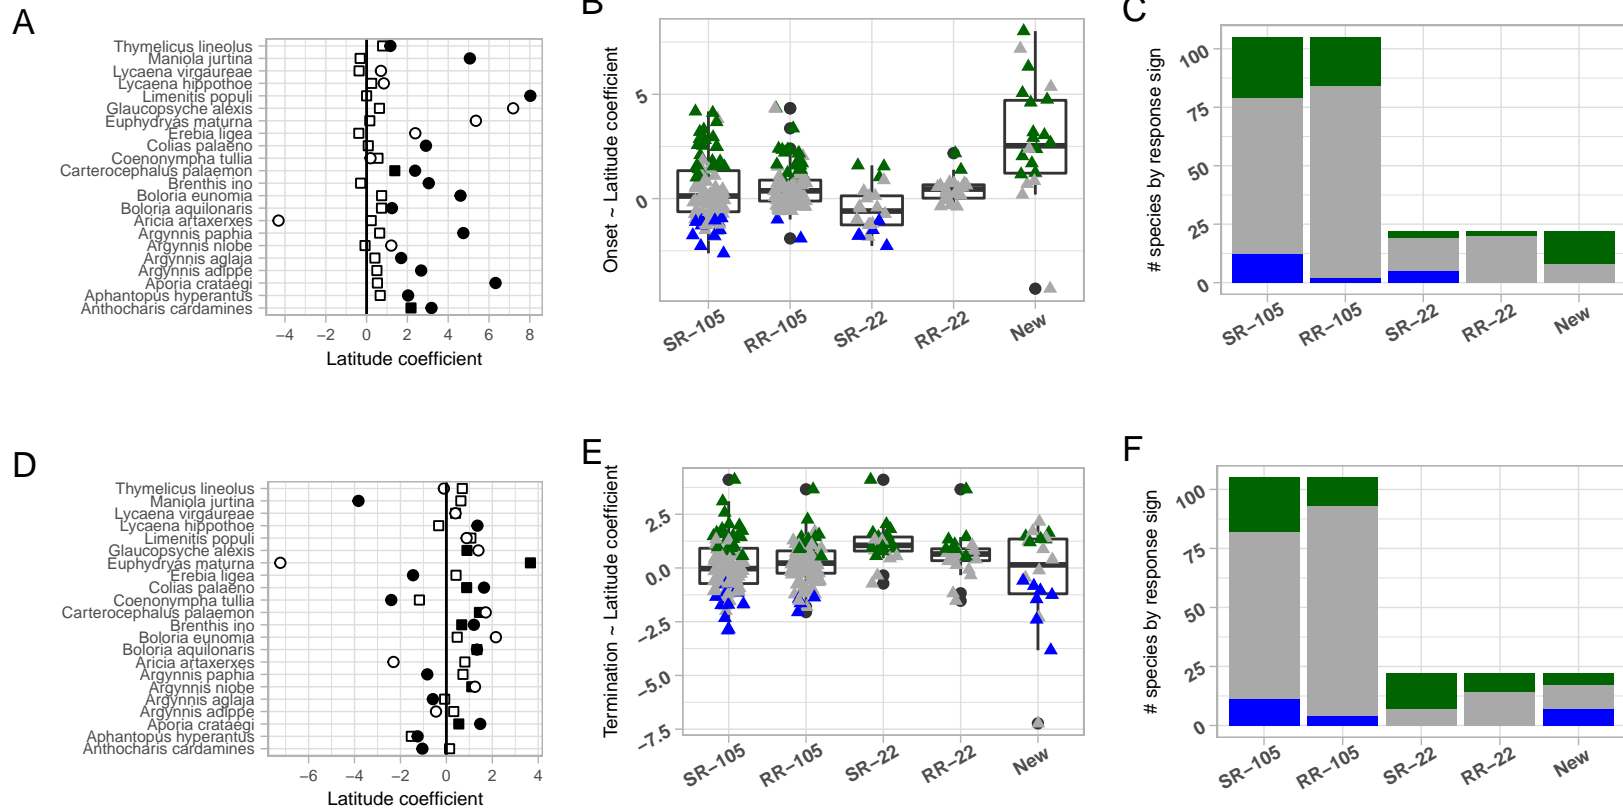 A
Thymelicus lineolus
Maniola jurtina
Lycaena virgaureae
Lycaena hippothoe
Limenitis populi
Glaucopsyche alexis
Euphydryas maturna
Erebia ligea
Colias palaeno
Coenonympha tullia
Carterocephalus palaemon
Brenthis ino
Boloria eunomia
Boloria aquilonaris
Aricia artaxerxes
Argynnis paphia
Argynnis niobe
Argynnis aglaja
Argynnis adippe
Aporia crataegi
Aphantopus hyperantus
Anthocharis cardamines
−4 −2 0 2 4 6 8
Latitude coefficient
B
Onset ~ Latitude coefficient
5
0
SR−105 RR−105 SR−22 RR−22 New
C
# species by response sign
100
75
50
25
0
SR−105 RR−105 SR−22 RR−22 New
D
Thymelicus lineolus
Maniola jurtina
Lycaena virgaureae
Lycaena hippothoe
Limenitis populi
Glaucopsyche alexis
Euphydryas maturna
Erebia ligea
Colias palaeno
Coenonympha tullia
Carterocephalus palaemon
Brenthis ino
Boloria eunomia
Boloria aquilonaris
Aricia artaxerxes
Argynnis paphia
Argynnis niobe
Argynnis aglaja
Argynnis adippe
Aporia crataegi
Aphantopus hyperantus
Anthocharis cardamines
−6 −4 −2 0 2 4
Latitude coefficient
E
Termination ~ Latitude coefficient
2.5
0.0
−2.5
−5.0
−7.5
SR−105 RR−105 SR−22 RR−22 New
F
# species by response sign
100
75
50
25
0
SR−105 RR−105 SR−22 RR−22 New